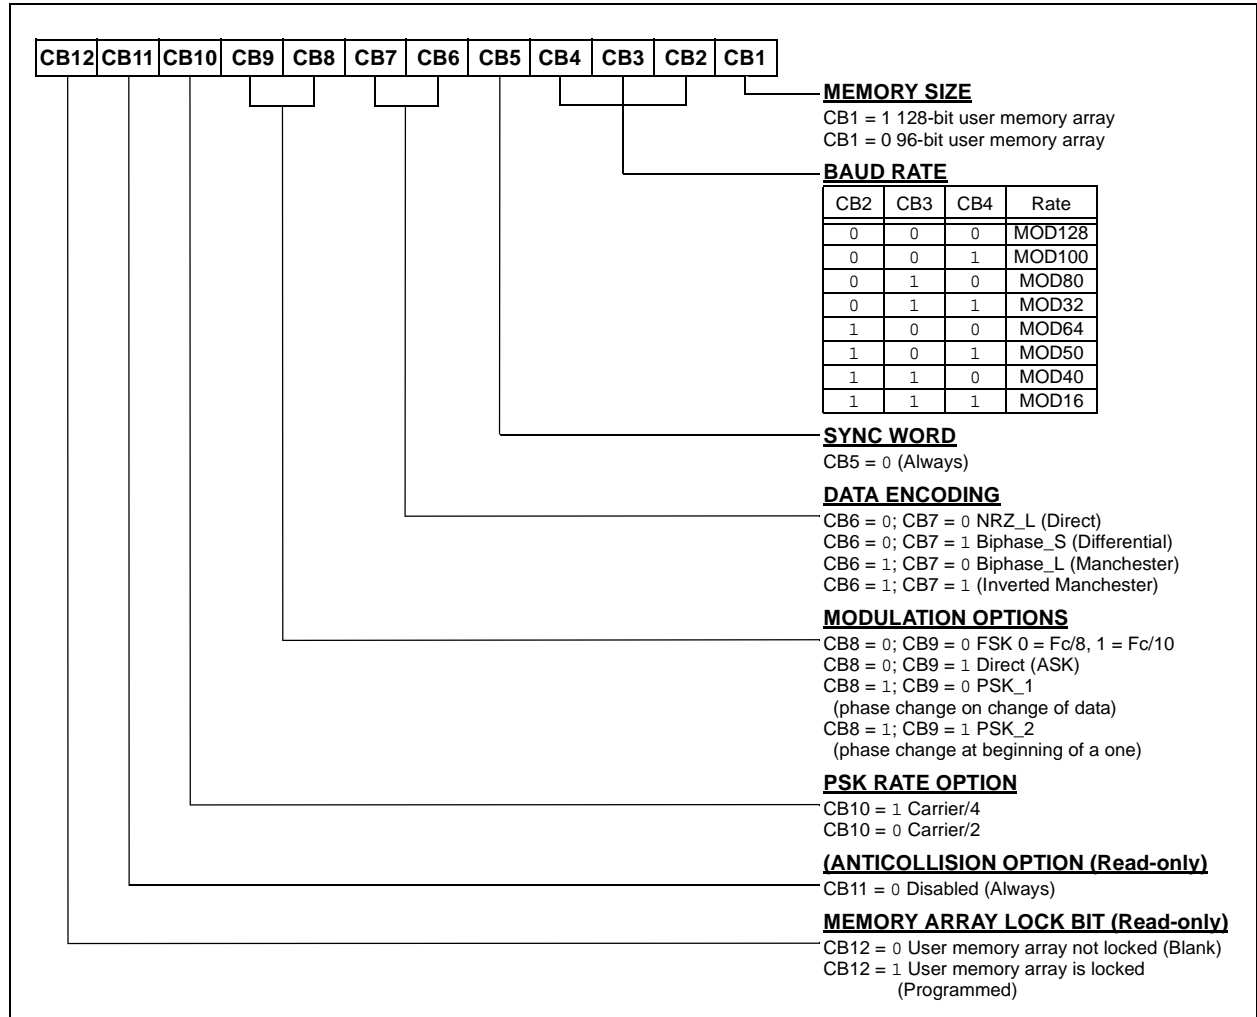 CB12 CB11 CB10 CB9 CB8 CB7 CB6 CB5 CB4 CB3 CB2 CB1
MEMORY SIZE
CB1 = 1 128-bit user memory array
CB1 = 0 96-bit user memory array
BAUD RATE
CB2 CB3 CB4 Rate
0 0 0 MOD128
0 0 1 MOD100
0 1 0 MOD80
0 1 1 MOD32
1 0 0 MOD64
1 0 1 MOD50
1 1 0 MOD40
1 1 1 MOD16
SYNC WORD
CB5 = 0 (Always)
DATA ENCODING
CB6 = 0; CB7 = 0 NRZ_L (Direct)
CB6 = 0; CB7 = 1 Biphase_S (Differential)
CB6 = 1; CB7 = 0 Biphase_L (Manchester)
CB6 = 1; CB7 = 1 (Inverted Manchester)
MODULATION OPTIONS
CB8 = 0; CB9 = 0 FSK 0 = Fc/8, 1 = Fc/10
CB8 = 0; CB9 = 1 Direct (ASK)
CB8 = 1; CB9 = 0 PSK_1
(phase change on change of data)
CB8 = 1; CB9 = 1 PSK_2
(phase change at beginning of a one)
PSK RATE OPTION
CB10 = 1 Carrier/4
CB10 = 0 Carrier/2
(ANTICOLLISION OPTION (Read-only)
CB11 = 0 Disabled (Always)
MEMORY ARRAY LOCK BIT (Read-only)
CB12 = 0 User memory array not locked (Blank)
CB12 = 1 User memory array is locked
(Programmed)